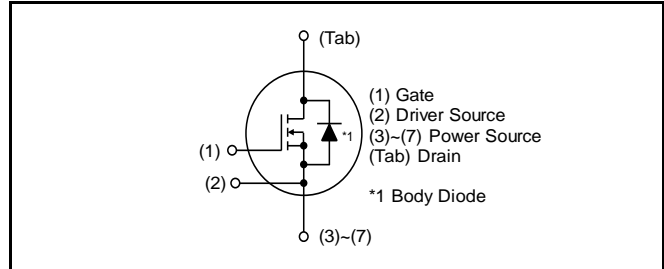 (Tab)
(1) Gate
(2) Driver Source
(3)~(7) Power Source
(Tab) Drain
*1
(1)
(2)
*1 Body Diode
(3)~(7)